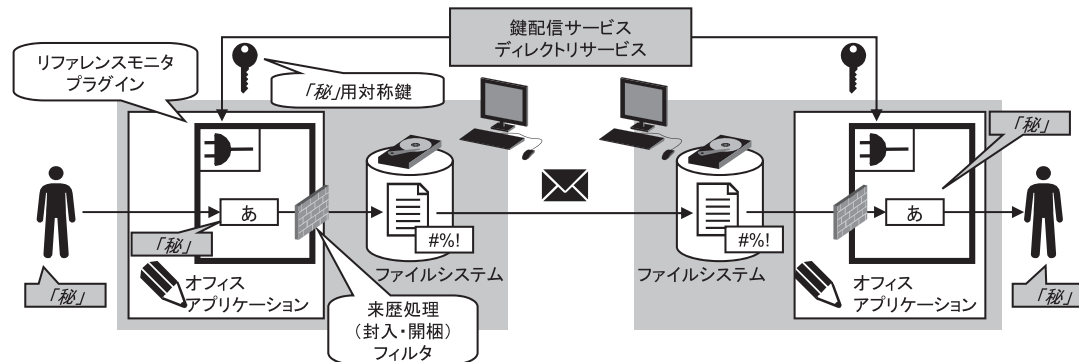 鍵配信サービス
ディレクトリサービス
リファレンスモニタ
プラグイン
「秘」用対称鍵
「秘」
あ
「秘」
「秘」
#%!
ファイルシステム
オフィス
アプリケーション
来歴処理
(封入・開梱)
フィルタ
#%!
ファイルシステム
「秘」
あ
オフィス
アプリケーション
「秘」